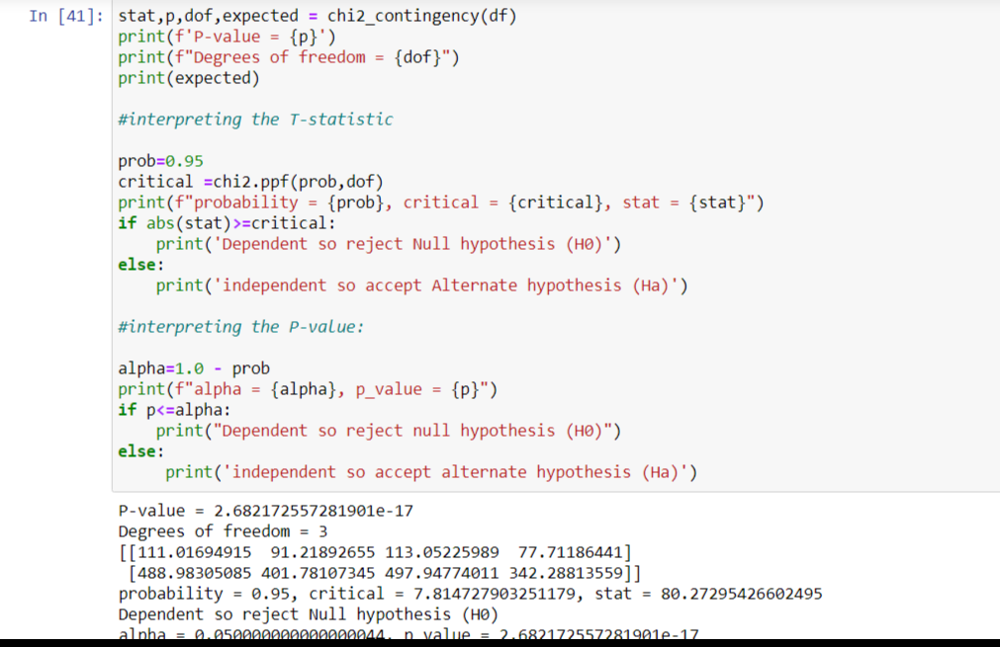 In [41]: stat,p,dof,expected = chi2_contingency(df)
print(f'P-value = {p}')
print(f"Degrees of freedom = {dof}")
print(expected)
#interpreting the T-statistic
prob=0.95
critical =chi2.ppf(prob,dof)
print(f"probability = {prob}, critical = {critical}, stat = {stat}")
if abs(stat)>=critical:
    print('Dependent so reject Null hypothesis (H0)')
else:
    print('independent so accept Alternate hypothesis (Ha)')
#interpreting the P-value:
alpha=1.0 - prob
print(f"alpha = {alpha}, p_value = {p}")
if p<=alpha:
    print("Dependent so reject null hypothesis (H0)")
else:
     print('independent so accept alternate hypothesis (Ha)')
P-value = 2.682172557281901e-17
Degrees of freedom = 3
[[111.01694915  91.21892655 113.05225989  77.71186441]
 [488.98305085 401.78107345 497.94774011 342.28813559]]
probability = 0.95, critical = 7.814727903251179, stat = 80.27295426602495
Dependent so reject Null hypothesis (H0)
alpha = 0.050000000000000044, p_value = 2.682172557281901e-17